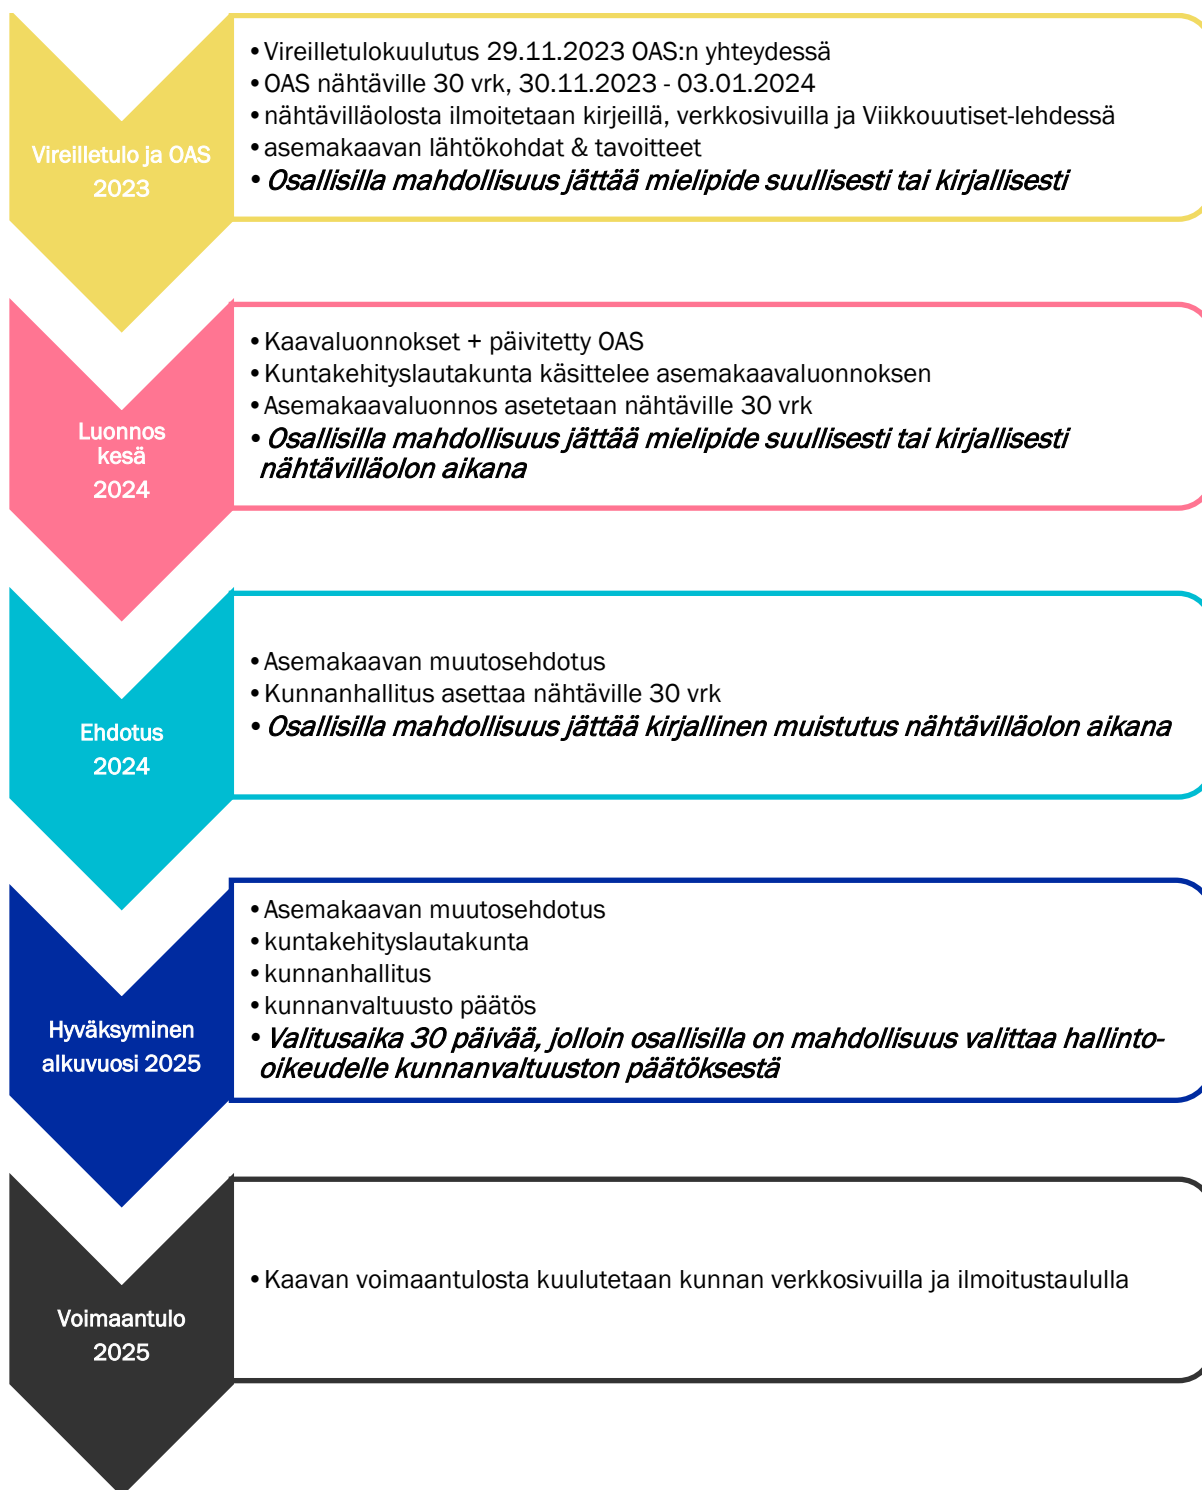 Vireilletulo ja OAS
2023
•Vireilletulokuulutus 29.11.2023 OAS:n yhteydessä
•OAS nähtäville 30 vrk, 30.11.2023 - 03.01.2024
•nähtävilläolosta ilmoitetaan kirjeillä, verkkosivuilla ja Viikkouutiset-lehdessä
•asemakaavan lähtökohdat & tavoitteet
•Osallisilla mahdollisuus jättää mielipide suullisesti tai kirjallisesti
Luonnos
kesä
2024
•Kaavaluonnokset + päivitetty OAS
•Kuntakehityslautakunta käsittelee asemakaavaluonnoksen
•Asemakaavaluonnos asetetaan nähtäville 30 vrk
•Osallisilla mahdollisuus jättää mielipide suullisesti tai kirjallisesti
nähtävilläolon aikana
Ehdotus
2024
•Asemakaavan muutosehdotus
•Kunnanhallitus asettaa nähtäville 30 vrk
•Osallisilla mahdollisuus jättää kirjallinen muistutus nähtävilläolon aikana
Hyväksyminen
alkuvuosi 2025
•Asemakaavan muutosehdotus
•kuntakehityslautakunta
•kunnanhallitus
•kunnanvaltuusto päätös
•Valitusaika 30 päivää, jolloin osallisilla on mahdollisuus valittaa hallinto-
oikeudelle kunnanvaltuuston päätöksestä
Voimaantulo
2025
•Kaavan voimaantulosta kuulutetaan kunnan verkkosivuilla ja ilmoitustaululla